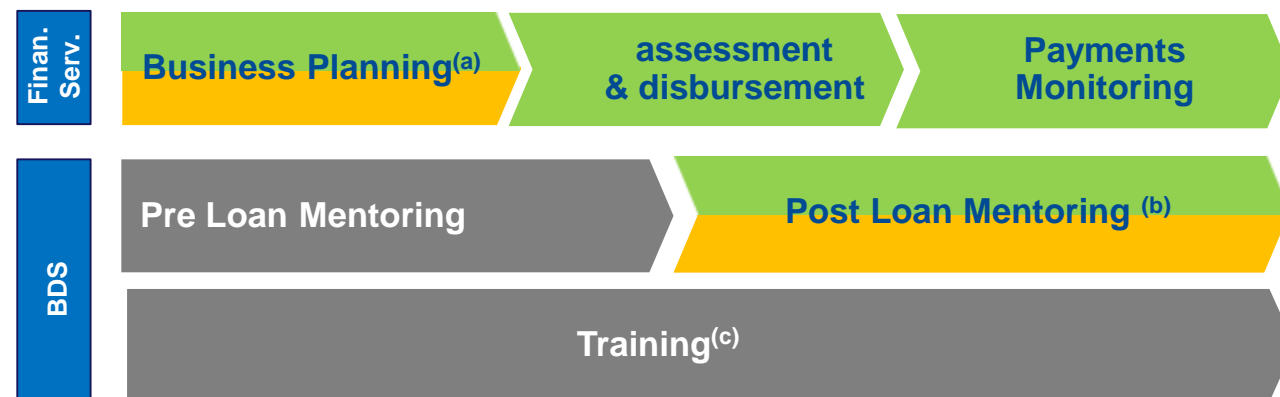 Finan.
Serv.
Business Planning(a)
assessment
& disbursement
Payments
Monitoring
BDS
Pre Loan Mentoring
Post Loan Mentoring (b)
Training(c)